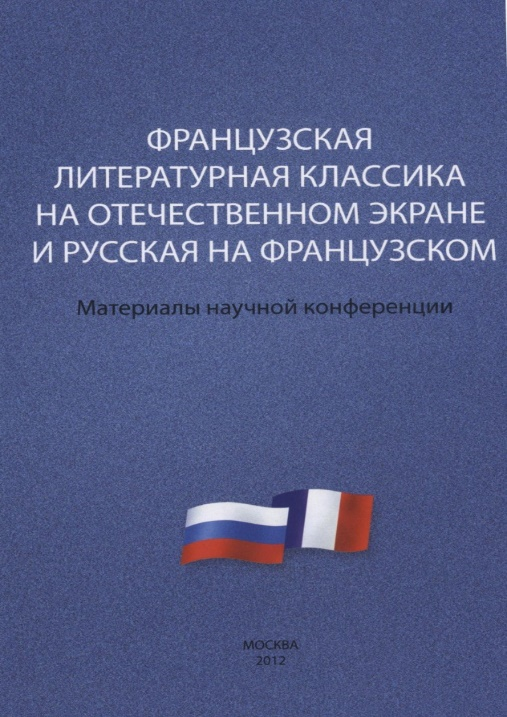 ФРАНЦУЗСКАЯ
ЛИТЕРАТУРНАЯ КЛАССИКА
НА ОТЕЧЕСТВЕННОМ ЭКРАНЕ
И РУССКАЯ НА ФРАНЦУЗСКОМ
Материалы научной конференции
МОСКВА
2012